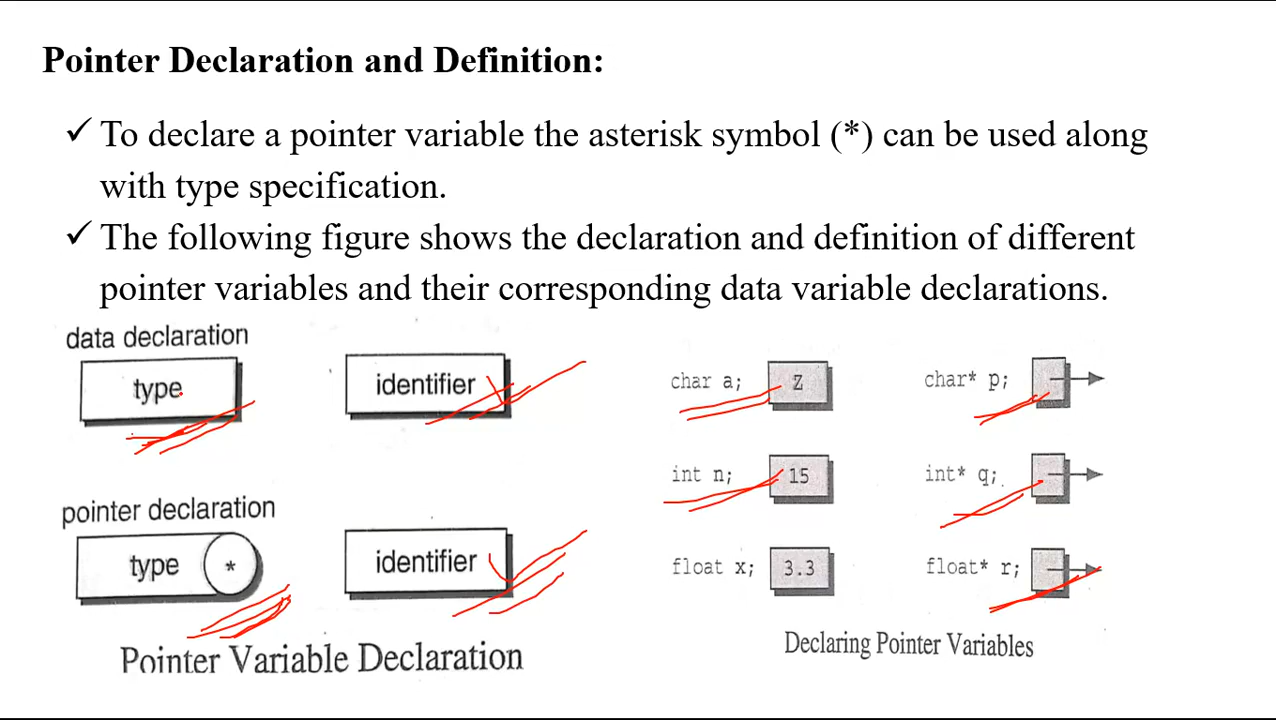 Pointer Declaration and Definition:
✓ To declare a pointer variable the asterisk symbol (*) can be used along
with type specification.
✓ The following figure shows the declaration and definition of different
pointer variables and their corresponding data variable declarations.
data declaration
type
identifier
pointer declaration
type *
identifier
Pointer Variable Declaration
char a; Z
char* p;
int n; 15
int* q;
float x; 3.3
float* r;
Declaring Pointer Variables